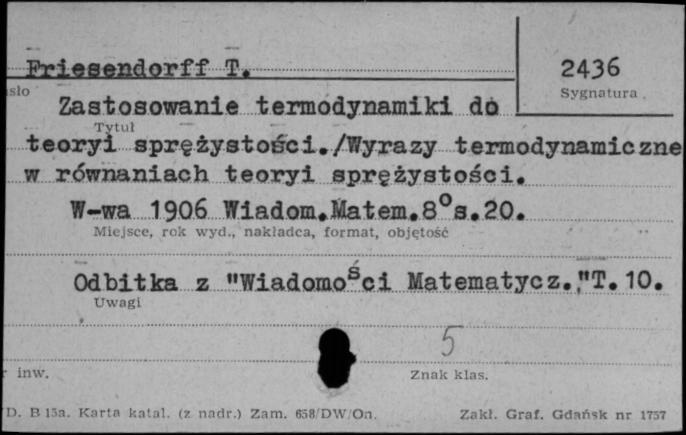 Friesendorff T.
2436
sło
Sygnatura
Zastosowanie termodynamiki do
Tytuł
teoryi sprężystości./Wyrazy termodynamiczne
w równaniach teoryi sprężystości.
W-wa 1906 Wiadom.Matem.8°s.20.
Miejsce, rok wyd., nakładca, format, objętość
Odbitka z "Wiadomości Matematycz."T.10.
Uwagi
5
r inw.
Znak klas.
D. B 15a. Karta katal. (z nadr.) Zam. 658/DW/On.
Zakł. Graf. Gdańsk nr 1757